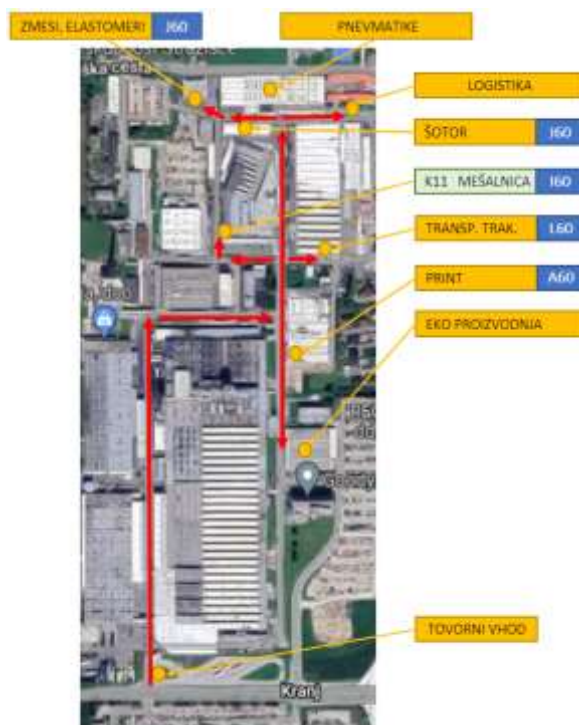 ZMESI, ELASTOMERI J60
PNEVMATIKE
LOGISTIKA
ŠOTOR J60
K11 MEŠALNICA J60
TRANSP. TRAK. L60
PRINT A60
EKO PROIZVODNJA
TOVORNI VHOD
Kranj